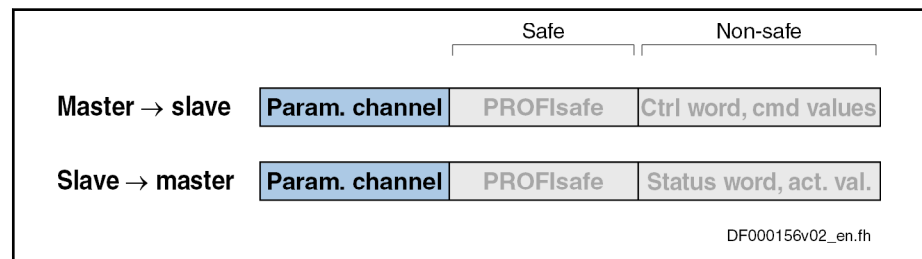 Safe Non-safe
Master → slave Param. channel PROFIsafe Ctrl word, cmd values
Slave → master Param. channel PROFIsafe Status word, act. val.
DF000156v02_en.fh